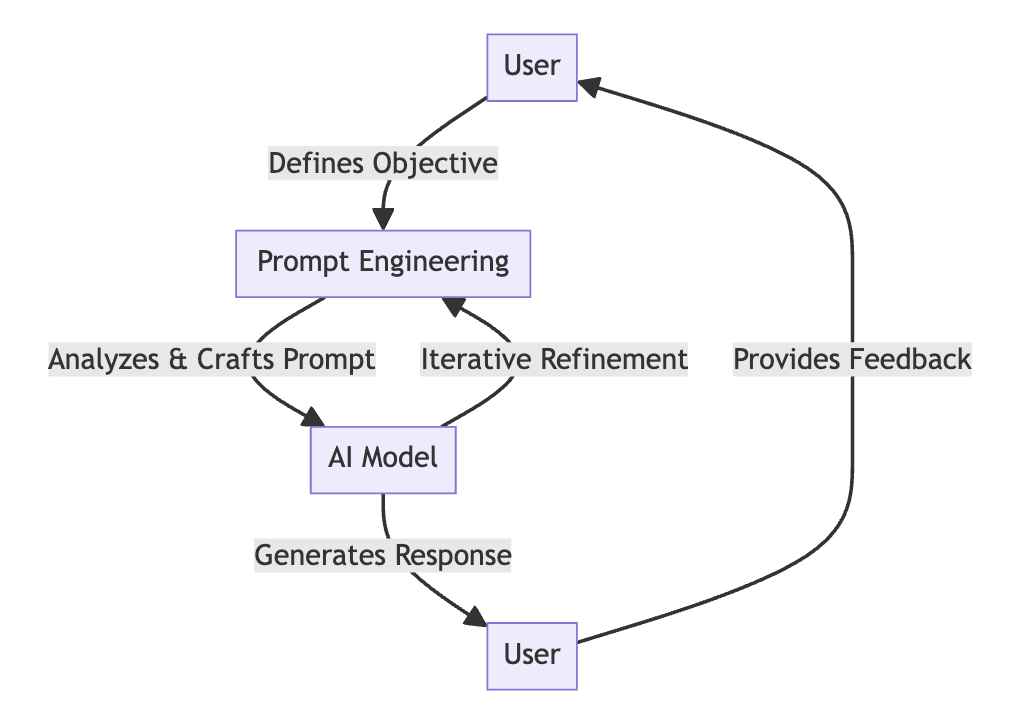 User
Defines Objective
Prompt Engineering
Analyzes & Crafts Prompt
Iterative Refinement
Provides Feedback
AI Model
Generates Response
User